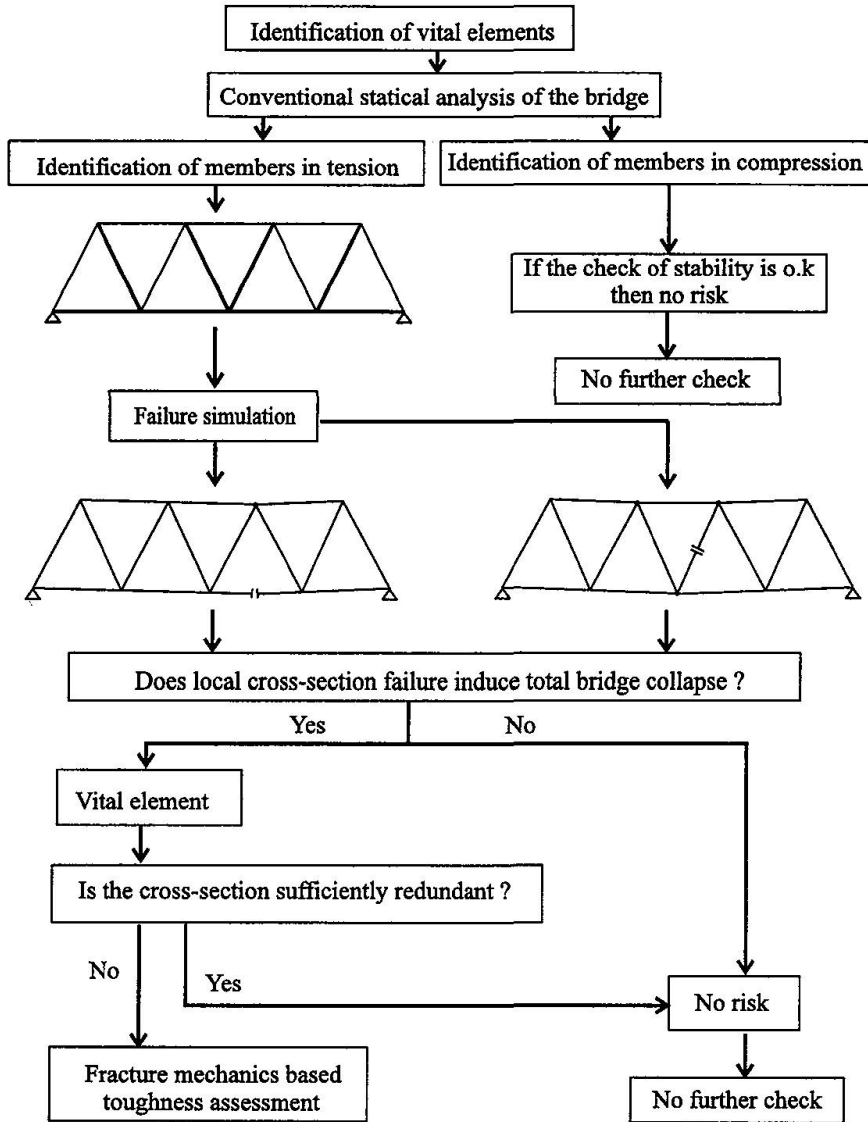 Identification of vital elements
Conventional statical analysis of the bridge
Identification of members in tension
Identification of members in compression
If the check of stability is o.k
then no risk
No further check
Failure simulation
Does local cross-section failure induce total bridge collapse ?
Yes
No
Vital element
Is the cross-section sufficiently redundant ?
No
Yes
No risk
Fracture mechanics based
toughness assessment
No further check